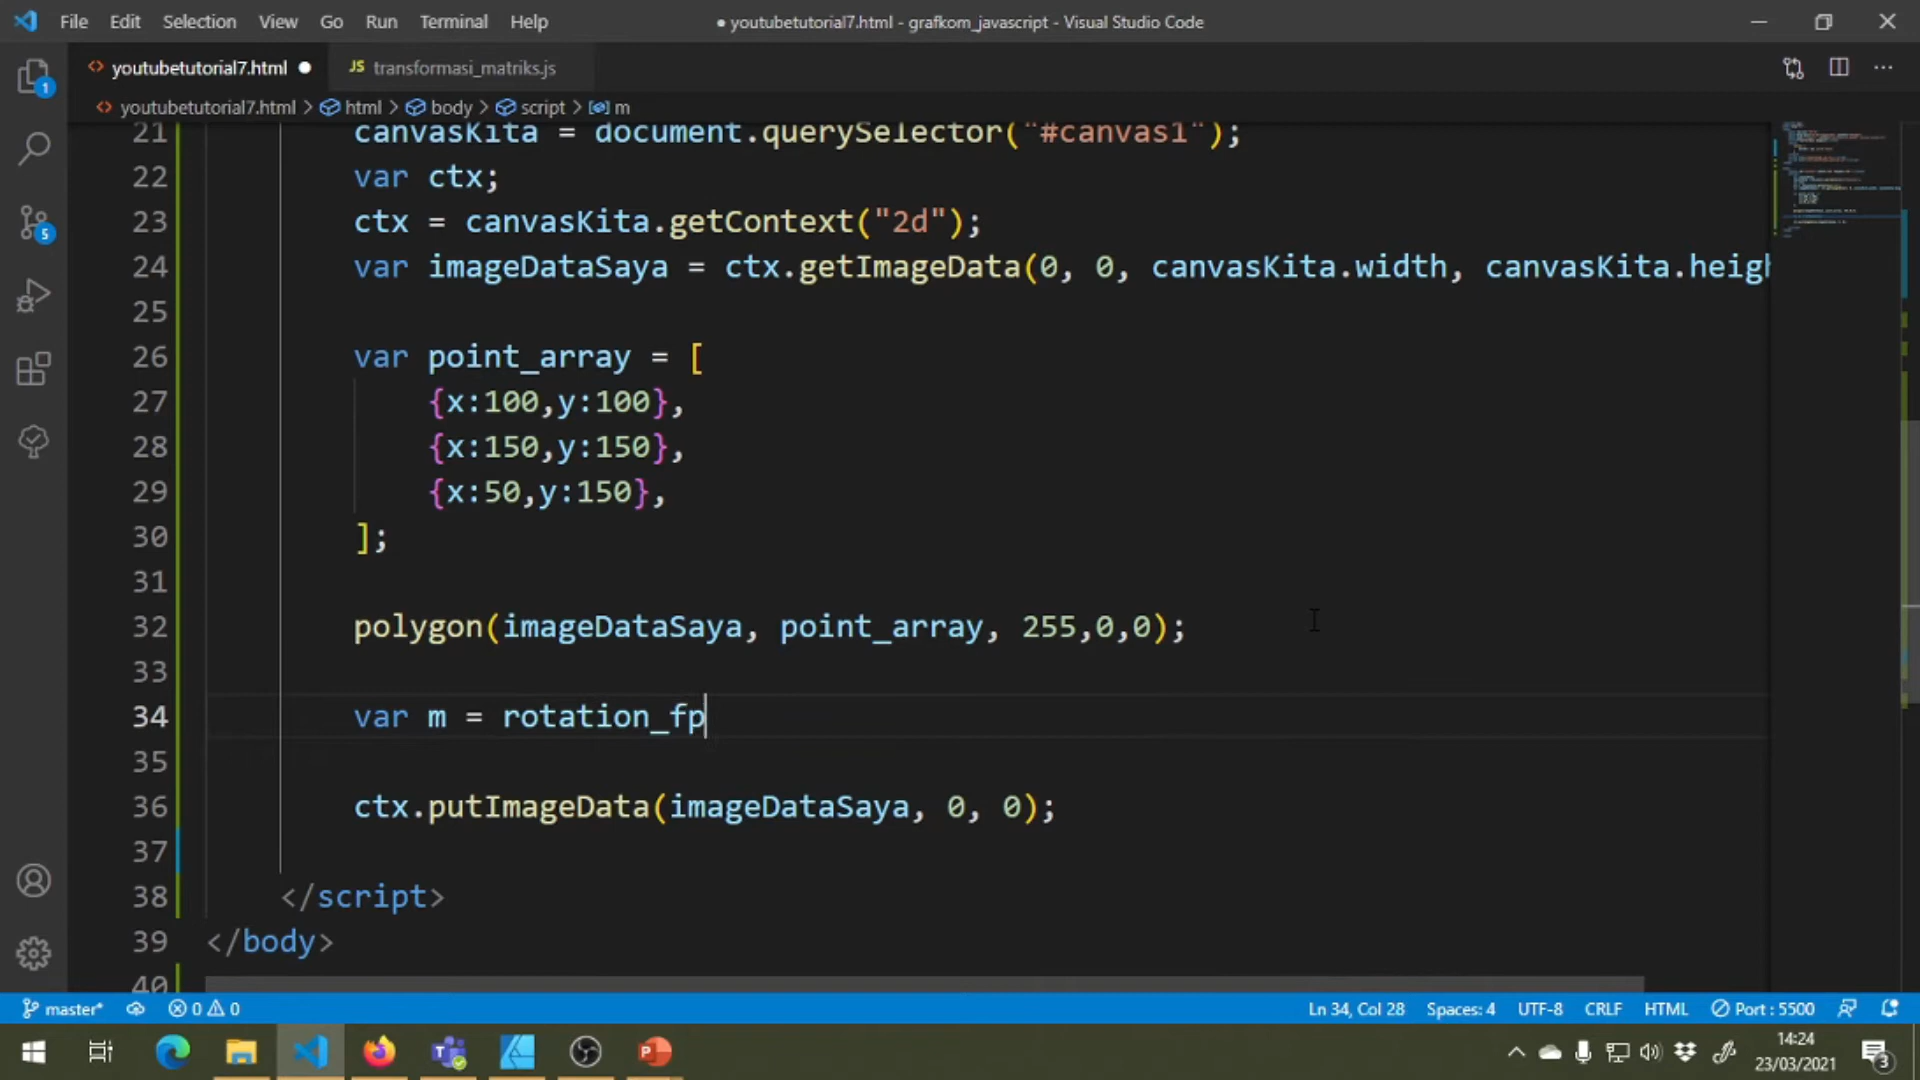 File Edit Selection View Go Run Terminal Help ● youtubetutorial7.html - grafkom_javascript - Visual Studio Code
youtubetutorial7.html ● JS transformasi_matriks.js
youtubetutorial7.html > html > body > script > m
21 canvasKita = document.querySelector("#canvas1");
22 var ctx;
23 ctx = canvasKita.getContext("2d");
24 var imageDataSaya = ctx.getImageData(0, 0, canvasKita.width, canvasKita.heigh
25
26 var point_array = [
27 {x:100,y:100},
28 {x:150,y:150},
29 {x:50,y:150},
30 ];
31
32 polygon(imageDataSaya, point_array, 255,0,0);
33
34 var m = rotation_fp
35
36 ctx.putImageData(imageDataSaya, 0, 0);
37
38 </script>
39 </body>
40
1
5
master* 0 0 Ln 34, Col 28 Spaces: 4 UTF-8 CRLF HTML Port : 5500
14:24
23/03/2021
3